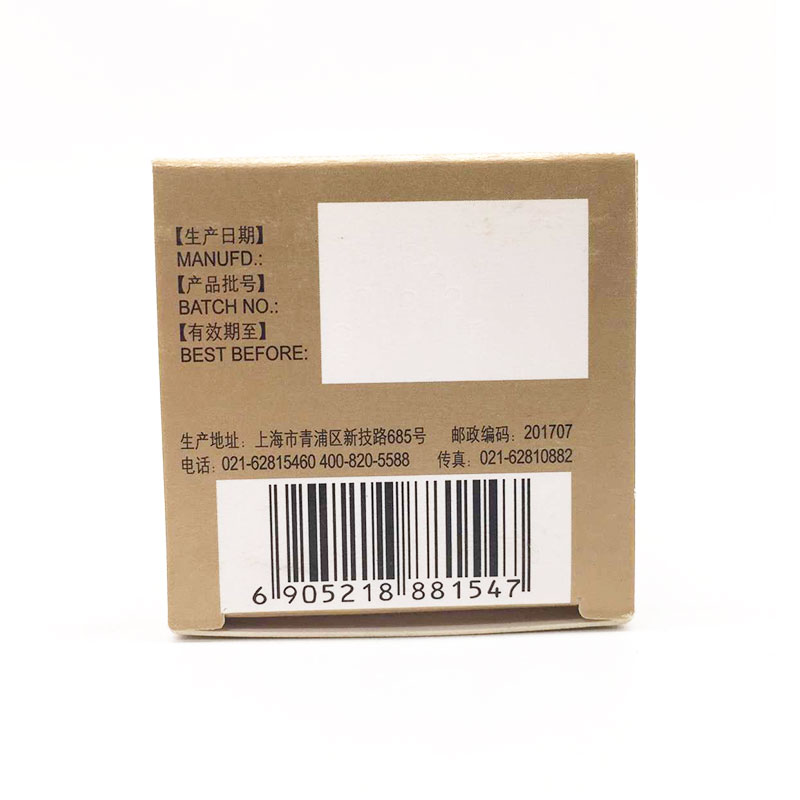 【生产日期】
MANUFD.:
【产品批号】
BATCH NO.:
【有效期至】
BEST BEFORE:
生产地址：上海市青浦区新技路685号 邮政编码：201707
电话：021-62815460 400-820-5588 传真：021-62810882
6 905218 881547